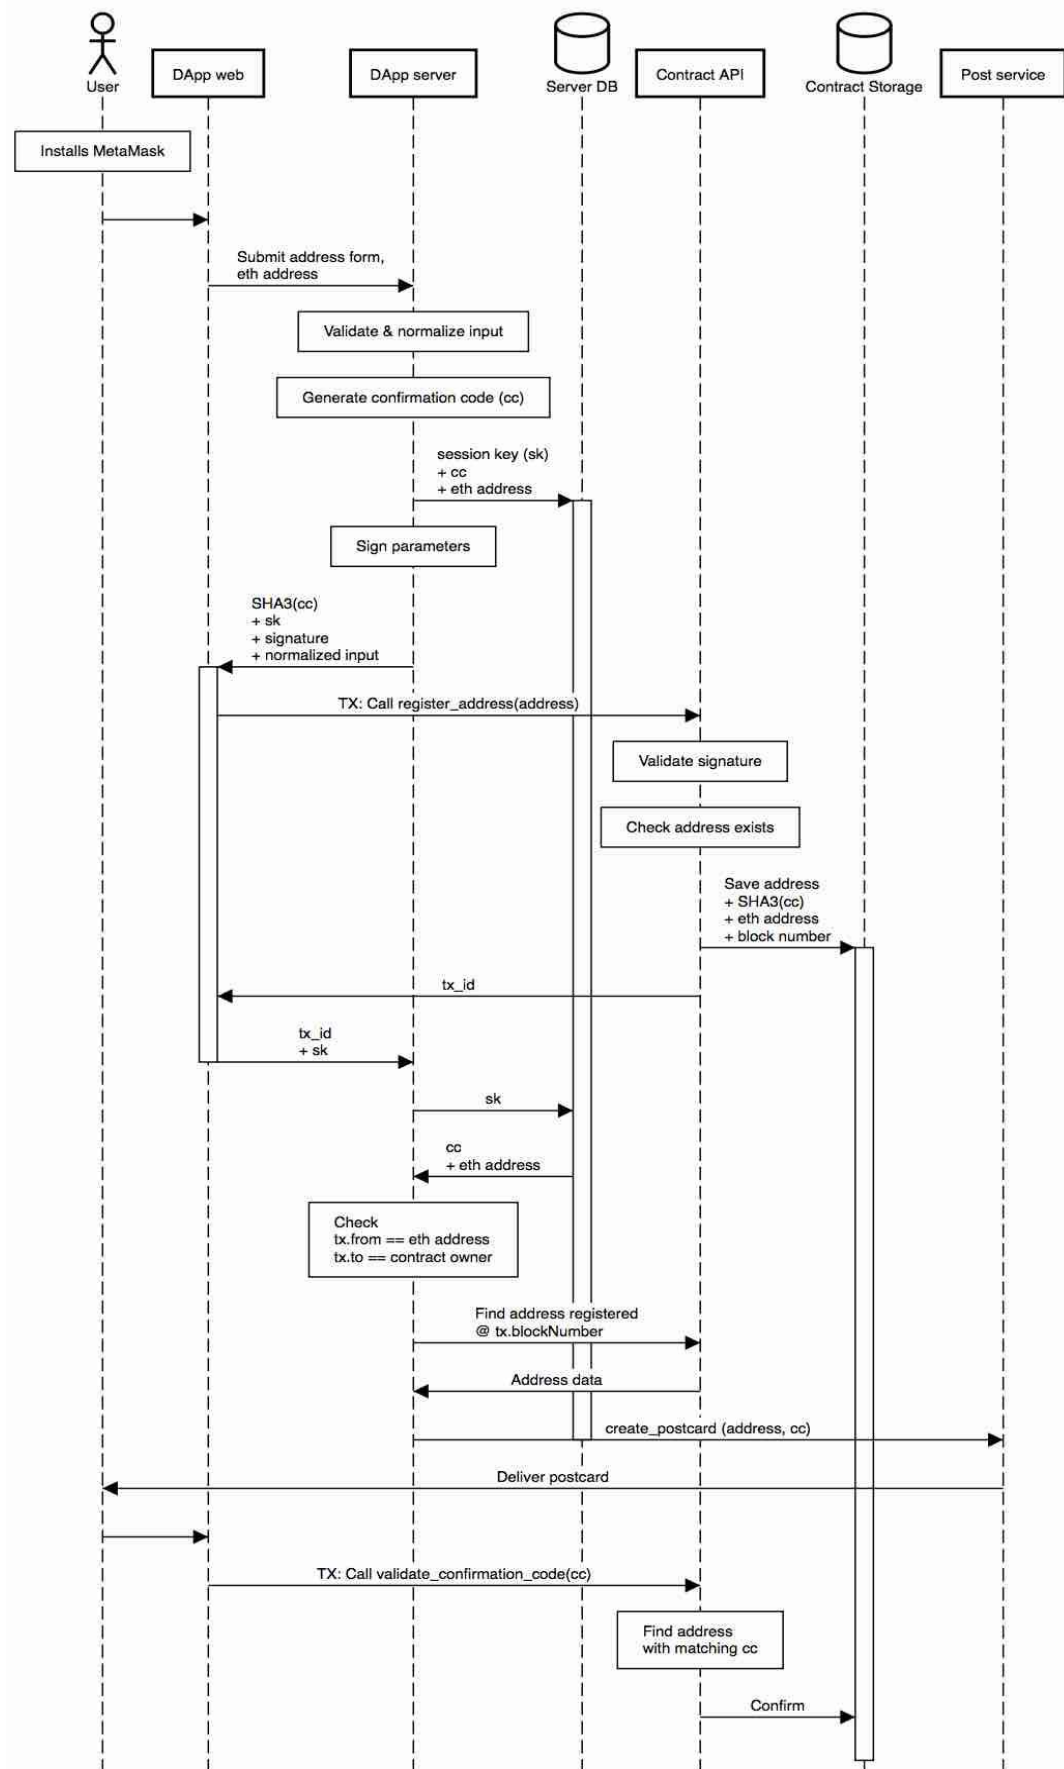 User
DApp web
DApp server
Server DB
Contract API
Contract Storage
Post service
Installs MetaMask
Submit address form,
eth address
Validate & normalize input
Generate confirmation code (cc)
session key (sk)
+ cc
+ eth address
Sign parameters
SHA3(cc)
+ sk
+ signature
+ normalized input
TX: Call register_address(address)
Validate signature
Check address exists
Save address
+ SHA3(cc)
+ eth address
+ block number
tx_id
tx_id
+ sk
sk
cc
+ eth address
Check
tx.from == eth address
tx.to == contract owner
Find address registered
@ tx.blockNumber
Address data
create_postcard (address, cc)
Deliver postcard
TX: Call validate_confirmation_code(cc)
Find address
with matching cc
Confirm